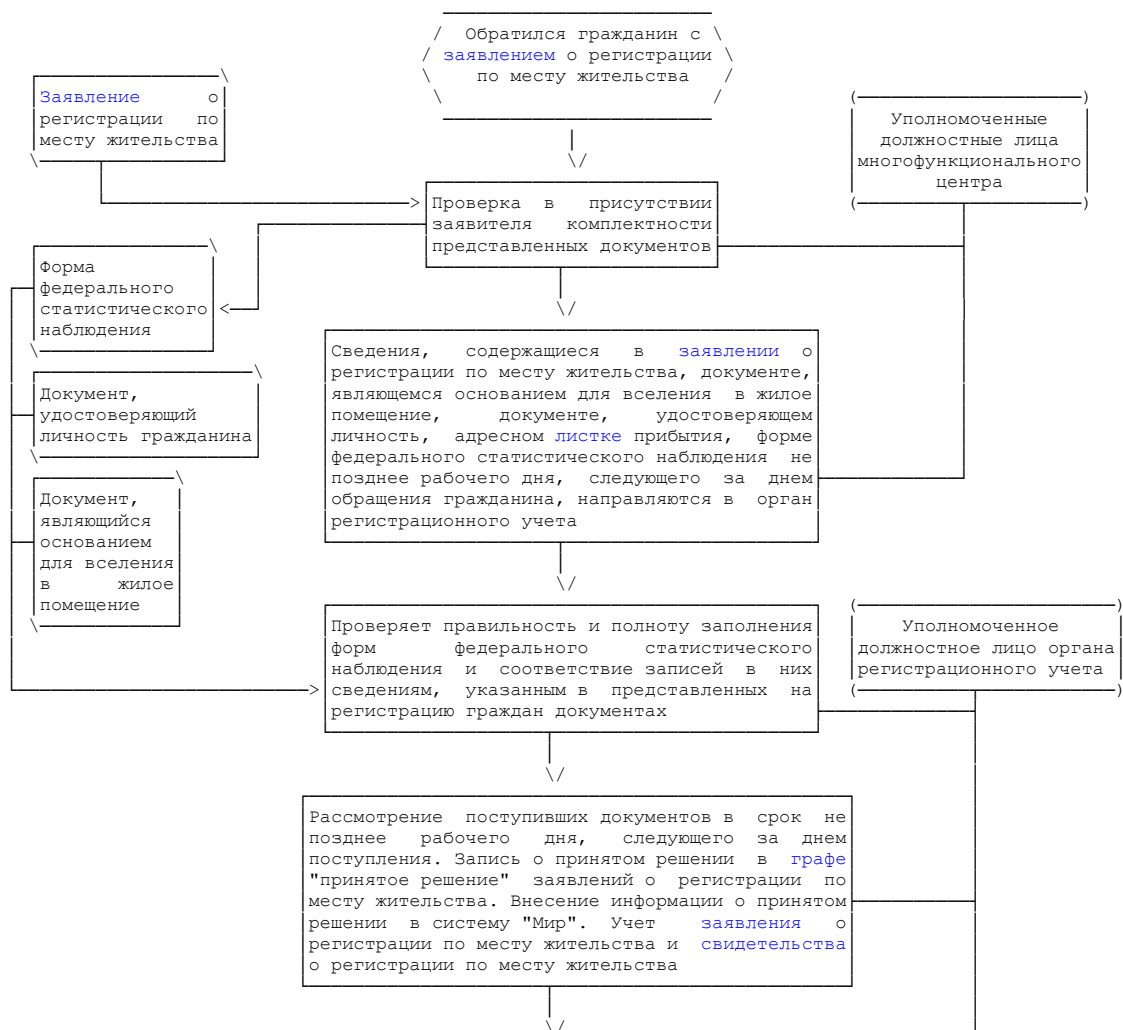 Обратился гражданин с
заявлением о регистрации
по месту жительства
Заявление о
регистрации по
месту жительства
Уполномоченные
должностные лица
многофункционального
центра
Проверка в присутствии
заявителя комплектности
представленных документов
Форма
федерального
статистического
наблюдения
Сведения, содержащиеся в заявлении о
регистрации по месту жительства, документе,
являющемся основанием для вселения в жилое
помещение, документе, удостоверяющем
личность, адресном листке прибытия, форме
федерального статистического наблюдения не
позднее рабочего дня, следующего за днем
обращения гражданина, направляются в орган
регистрационного учета
Документ,
удостоверяющий
личность гражданина
Документ,
являющийся
основанием
для вселения
в жилое
помещение
Проверяет правильность и полноту заполнения
форм федерального статистического
наблюдения и соответствие записей в них
сведениям, указанным в представленных на
регистрацию граждан документах
Уполномоченное
должностное лицо органа
регистрационного учета
Рассмотрение поступивших документов в срок не
позднее рабочего дня, следующего за днем
поступления. Запись о принятом решении в графе
"принятое решение" заявлений о регистрации по
месту жительства. Внесение информации о принятом
решении в систему "Мир". Учет заявления о
регистрации по месту жительства и свидетельства
о регистрации по месту жительства